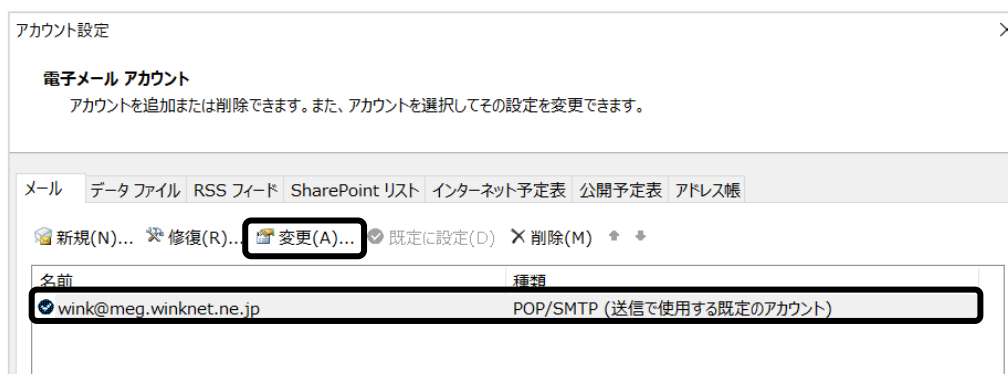 アカウント設定
電子メール アカウント
アカウントを追加または削除できます。また、アカウントを選択してその設定を変更できます。
メール データ ファイル RSS フィード SharePoint リスト インターネット予定表 公開予定表 アドレス帳
新規(N)... 修復(R)... 変更(A)... 既定に設定(D) 削除(M)
名前 種類
wink@meg.winknet.ne.jp POP/SMTP (送信で使用する既定のアカウント)